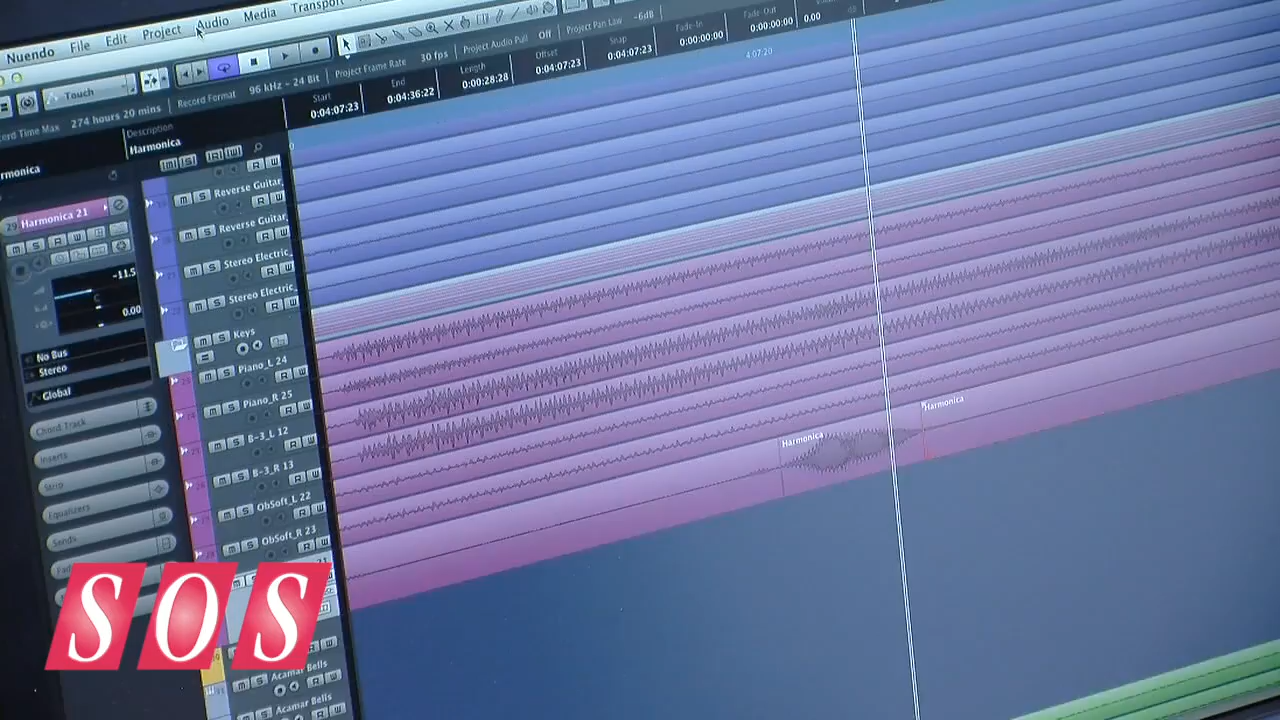 Nuendo File Edit Project Audio Media Transport
Touch
274 hours 20 mins Record Format 96 kHz - 24 Bit Project Frame Rate 30 fps Project Audio Pull Off Project Pan Law -6dB
Description
Harmonica
Start
0:04:07:23
End
0:04:36:22
Length
0:00:28:28
Offset
0:04:07:23
Snap
0:04:07:23
Fade-In
0:00:00:00
Fade-Out
0:00:00:00
0.00
4:07:20
29 Harmonica 21
-11.5
0.00
No Bus
Stereo
Global
Chord Track
Inserts
Strip
Equalizers
Sends
Reverse Guitar
Reverse Guitar
Stereo Electric
Stereo Electric
Keys
Piano_L 24
Piano_R 25
B-3_L 12
B-3_R 13
ObSoft_L 22
ObSoft_R 23
Acamar Bells
Acamar Bells
Harmonica
Harmonica
SOS